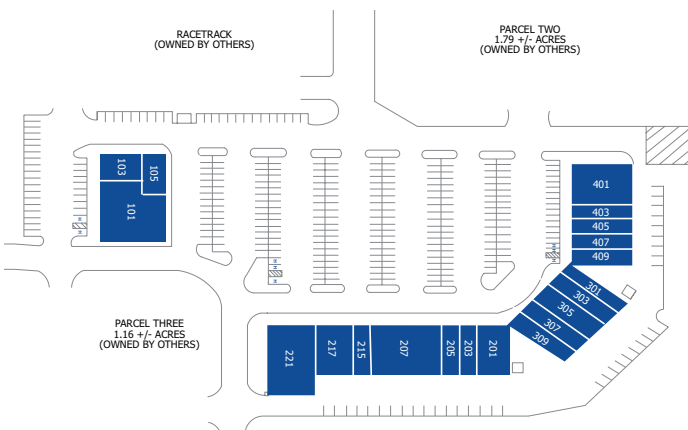 RACETRACK
(OWNED BY OTHERS)
PARCEL TWO
1.79 +/- ACRES
(OWNED BY OTHERS)
103
105
101
401
403
405
407
409
301
303
305
307
309
PARCEL THREE
1.16 +/- ACRES
(OWNED BY OTHERS)
221
217
215
207
205
203
201